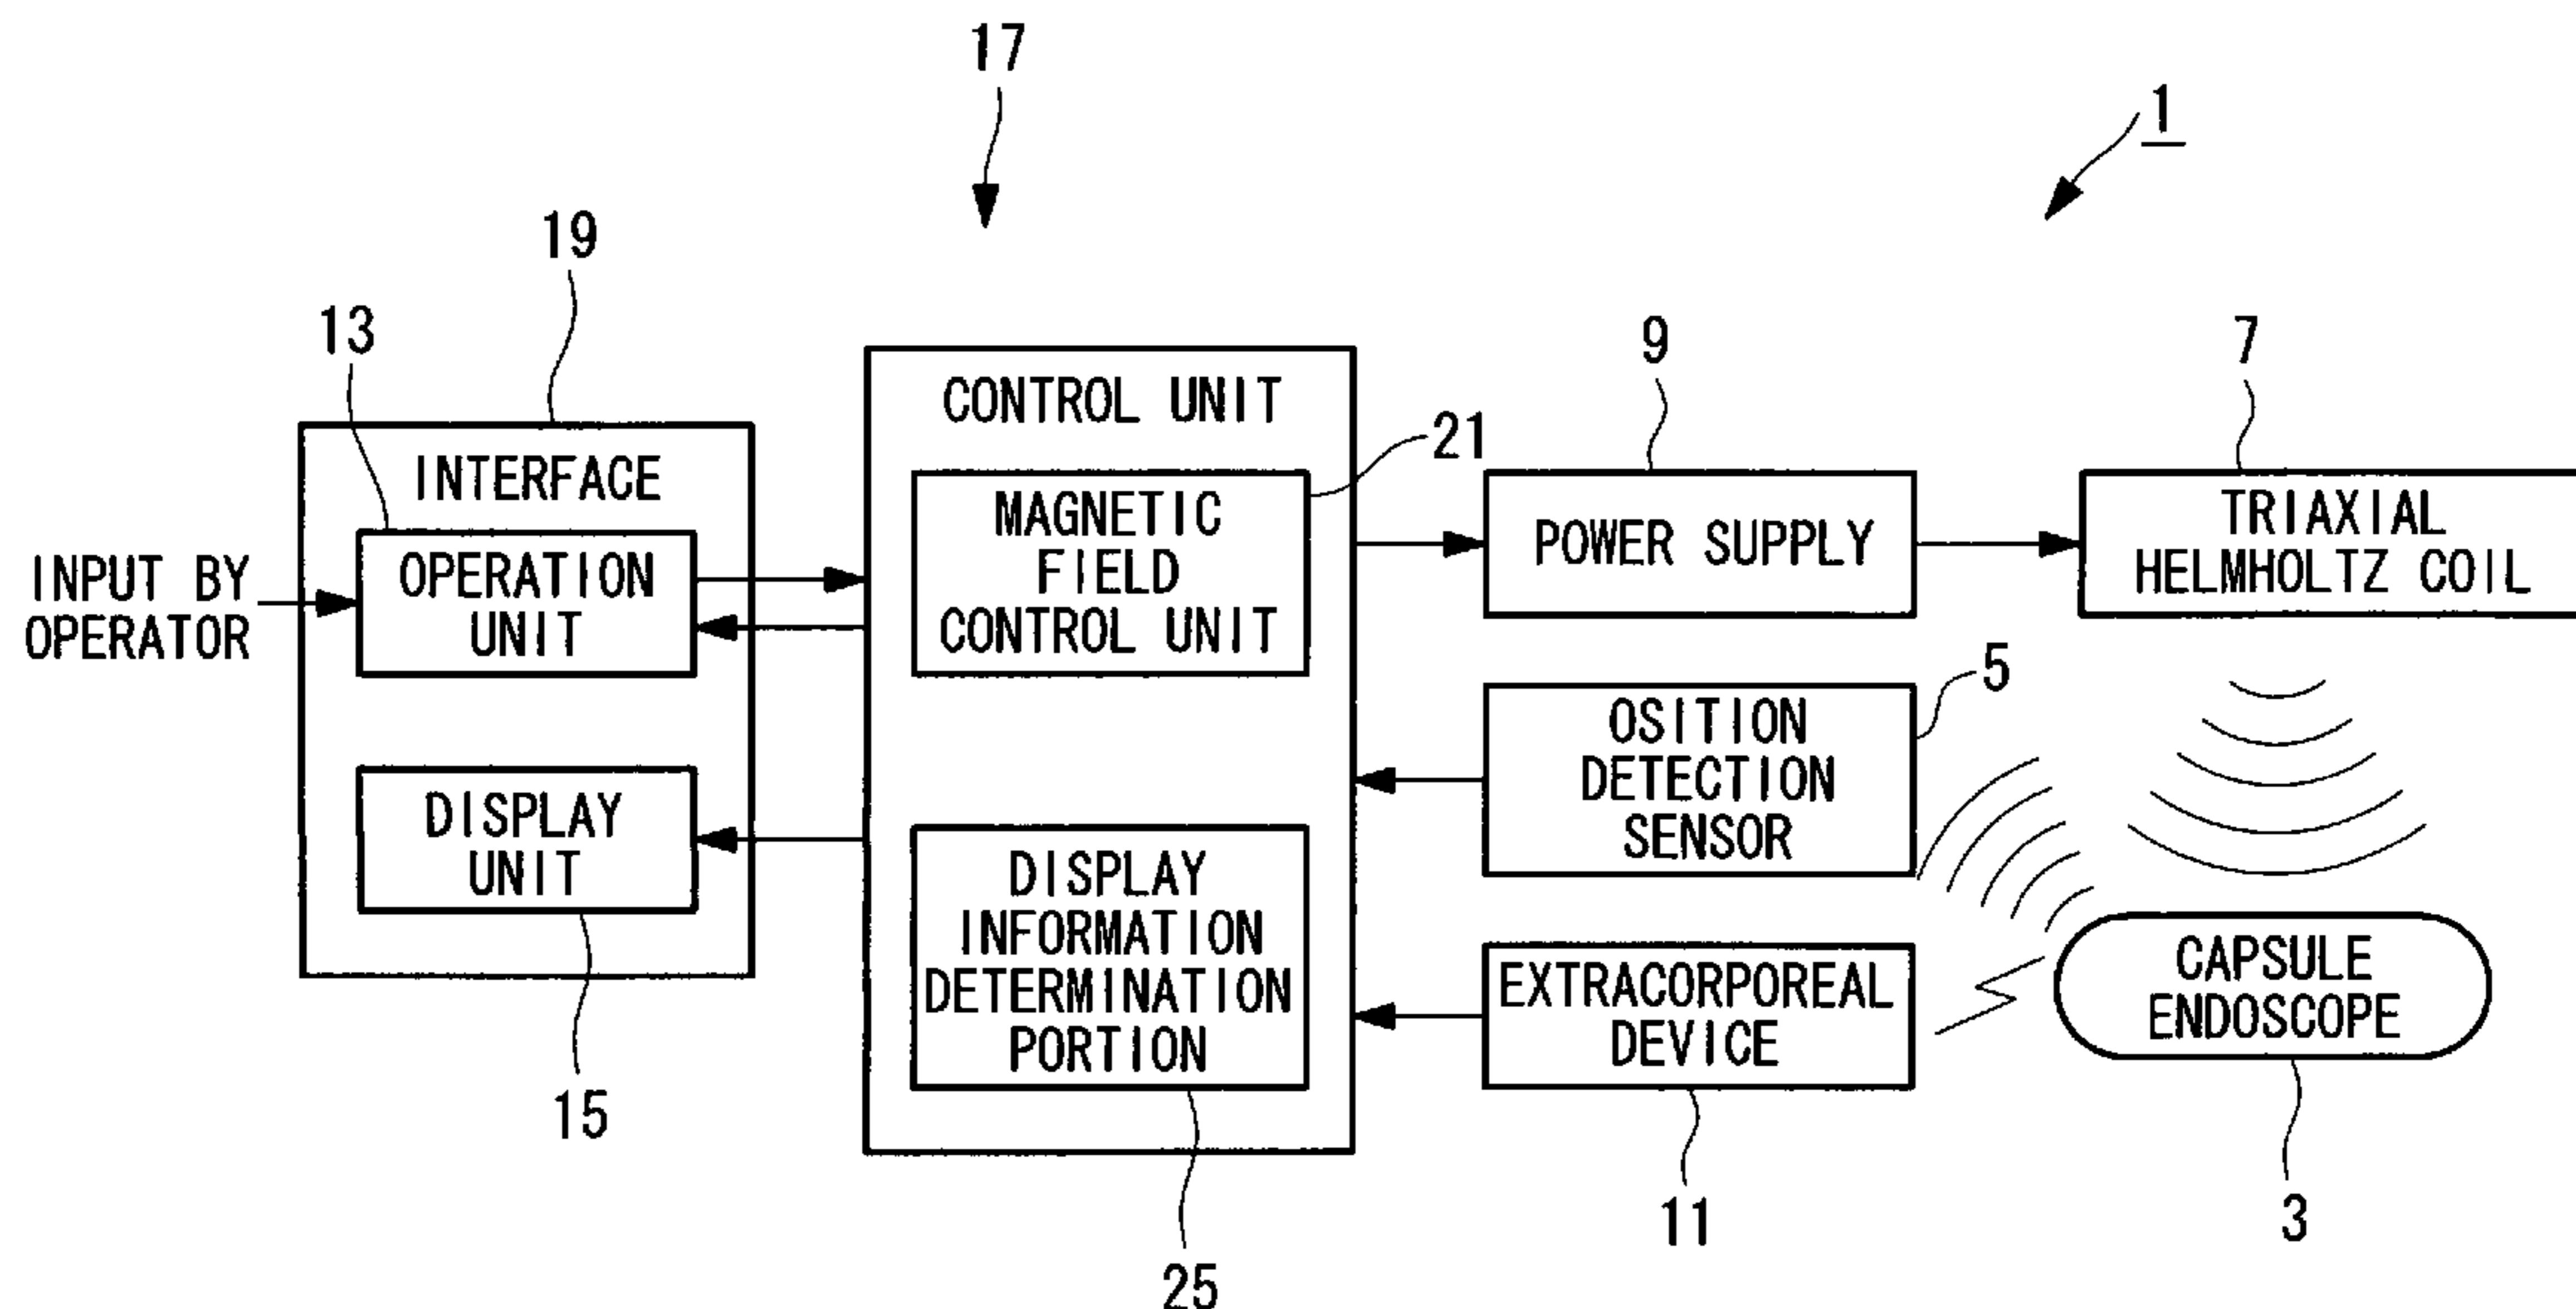 17
1
19
13
9
7
CONTROL UNIT
21
INTERFACE
MAGNETIC
FIELD
CONTROL UNIT
POWER SUPPLY
TRIAXIAL
HELMHOLTZ COIL
INPUT BY
OPERATOR
OPERATION
UNIT
5
OSITION
DETECTION
SENSOR
DISPLAY
UNIT
DISPLAY
INFORMATION
DETERMINATION
PORTION
EXTRACORPOREAL
DEVICE
CAPSULE
ENDOSCOPE
15
11
3
25